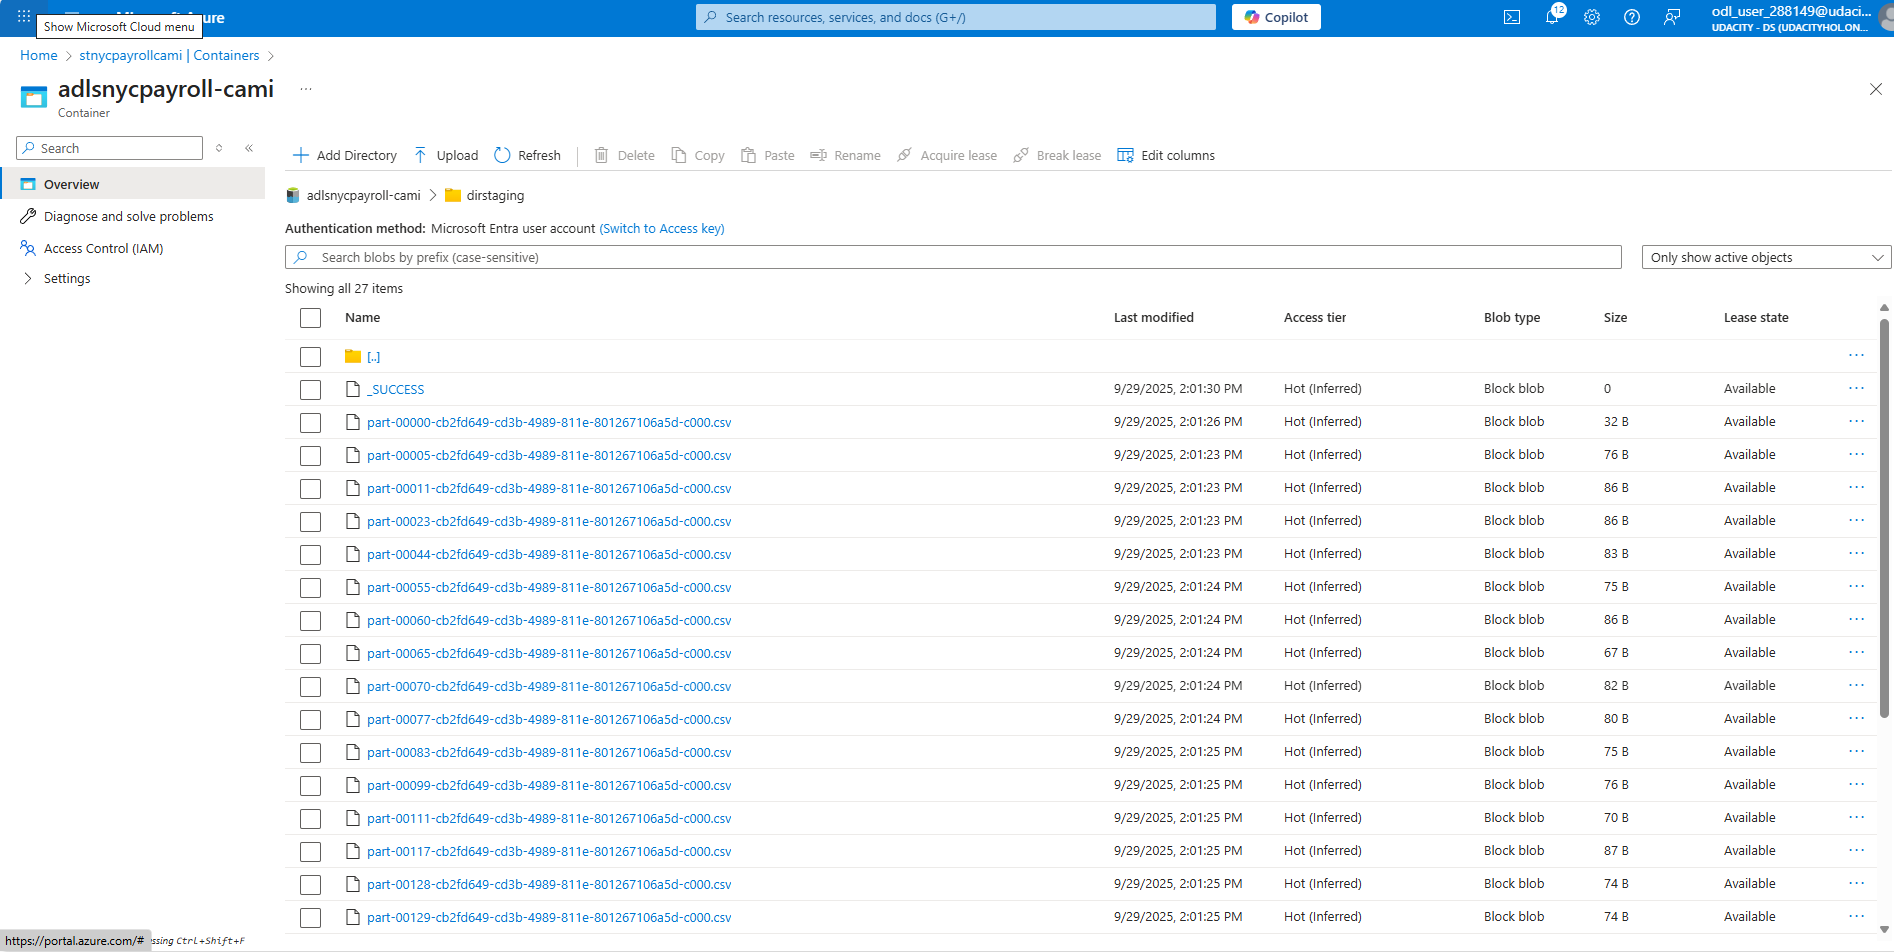 Show Microsoft Cloud menu
Search resources, services, and docs (G+/)
Copilot
12
odl_user_288149@udaci...
UDACITY - DS (UDACITYHOL.ON...
Home > stnycpayrollcami | Containers >
adlsnycpayroll-cami ...
Container
Search
Overview
Diagnose and solve problems
Access Control (IAM)
Settings
Add Directory Upload Refresh Delete Copy Paste Rename Acquire lease Break lease Edit columns
adlsnycpayroll-cami > dirstaging
Authentication method: Microsoft Entra user account (Switch to Access key)
Search blobs by prefix (case-sensitive)
Only show active objects
Showing all 27 items
Name Last modified Access tier Blob type Size Lease state
[..]
_SUCCESS 9/29/2025, 2:01:30 PM Hot (Inferred) Block blob 0 Available
part-00000-cb2fd649-cd3b-4989-811e-801267106a5d-c000.csv 9/29/2025, 2:01:26 PM Hot (Inferred) Block blob 32 B Available
part-00005-cb2fd649-cd3b-4989-811e-801267106a5d-c000.csv 9/29/2025, 2:01:23 PM Hot (Inferred) Block blob 76 B Available
part-00011-cb2fd649-cd3b-4989-811e-801267106a5d-c000.csv 9/29/2025, 2:01:23 PM Hot (Inferred) Block blob 86 B Available
part-00023-cb2fd649-cd3b-4989-811e-801267106a5d-c000.csv 9/29/2025, 2:01:23 PM Hot (Inferred) Block blob 86 B Available
part-00044-cb2fd649-cd3b-4989-811e-801267106a5d-c000.csv 9/29/2025, 2:01:23 PM Hot (Inferred) Block blob 83 B Available
part-00055-cb2fd649-cd3b-4989-811e-801267106a5d-c000.csv 9/29/2025, 2:01:24 PM Hot (Inferred) Block blob 75 B Available
part-00060-cb2fd649-cd3b-4989-811e-801267106a5d-c000.csv 9/29/2025, 2:01:24 PM Hot (Inferred) Block blob 86 B Available
part-00065-cb2fd649-cd3b-4989-811e-801267106a5d-c000.csv 9/29/2025, 2:01:24 PM Hot (Inferred) Block blob 67 B Available
part-00070-cb2fd649-cd3b-4989-811e-801267106a5d-c000.csv 9/29/2025, 2:01:24 PM Hot (Inferred) Block blob 82 B Available
part-00077-cb2fd649-cd3b-4989-811e-801267106a5d-c000.csv 9/29/2025, 2:01:24 PM Hot (Inferred) Block blob 80 B Available
part-00083-cb2fd649-cd3b-4989-811e-801267106a5d-c000.csv 9/29/2025, 2:01:25 PM Hot (Inferred) Block blob 75 B Available
part-00099-cb2fd649-cd3b-4989-811e-801267106a5d-c000.csv 9/29/2025, 2:01:25 PM Hot (Inferred) Block blob 76 B Available
part-00111-cb2fd649-cd3b-4989-811e-801267106a5d-c000.csv 9/29/2025, 2:01:25 PM Hot (Inferred) Block blob 70 B Available
part-00117-cb2fd649-cd3b-4989-811e-801267106a5d-c000.csv 9/29/2025, 2:01:25 PM Hot (Inferred) Block blob 87 B Available
part-00128-cb2fd649-cd3b-4989-811e-801267106a5d-c000.csv 9/29/2025, 2:01:25 PM Hot (Inferred) Block blob 74 B Available
part-00129-cb2fd649-cd3b-4989-811e-801267106a5d-c000.csv 9/29/2025, 2:01:25 PM Hot (Inferred) Block blob 74 B Available
https://portal.azure.com/# Ctrl+Shift+F